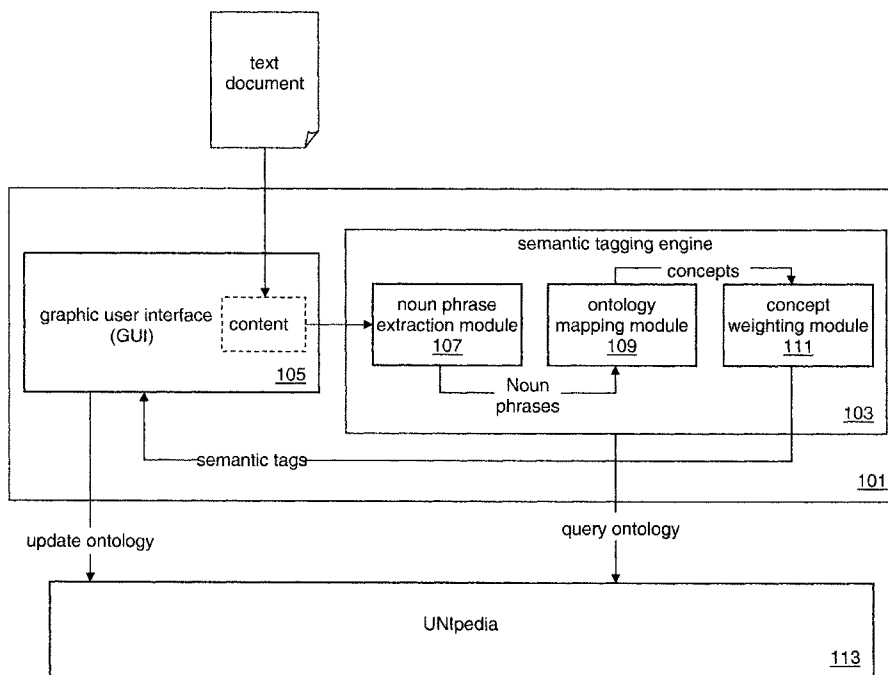 text
document
semantic tagging engine
concepts
graphic user interface
(GUI)
content
105
noun phrase
extraction module
107
ontology
mapping module
109
concept
weighting module
111
Noun
phrases
103
semantic tags
101
update ontology
query ontology
UNIpedia
113